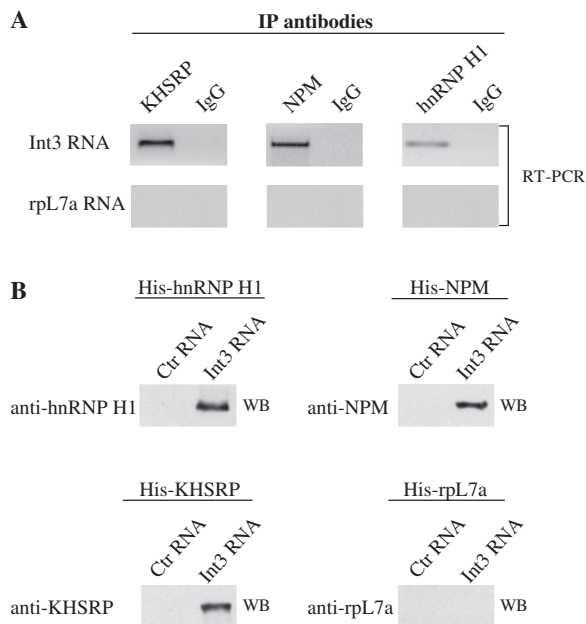 A
IP antibodies
KHSRP IgG NPM IgG hnRNP H1 IgG
Int3 RNA
RT-PCR
rpL7a RNA
B
His-hnRNP H1 His-NPM
Ctr RNA Int3 RNA Ctr RNA Int3 RNA
anti-hnRNP H1 WB anti-NPM WB
His-KHSRP His-rpL7a
Ctr RNA Int3 RNA Ctr RNA Int3 RNA
anti-KHSRP WB anti-rpL7a WB